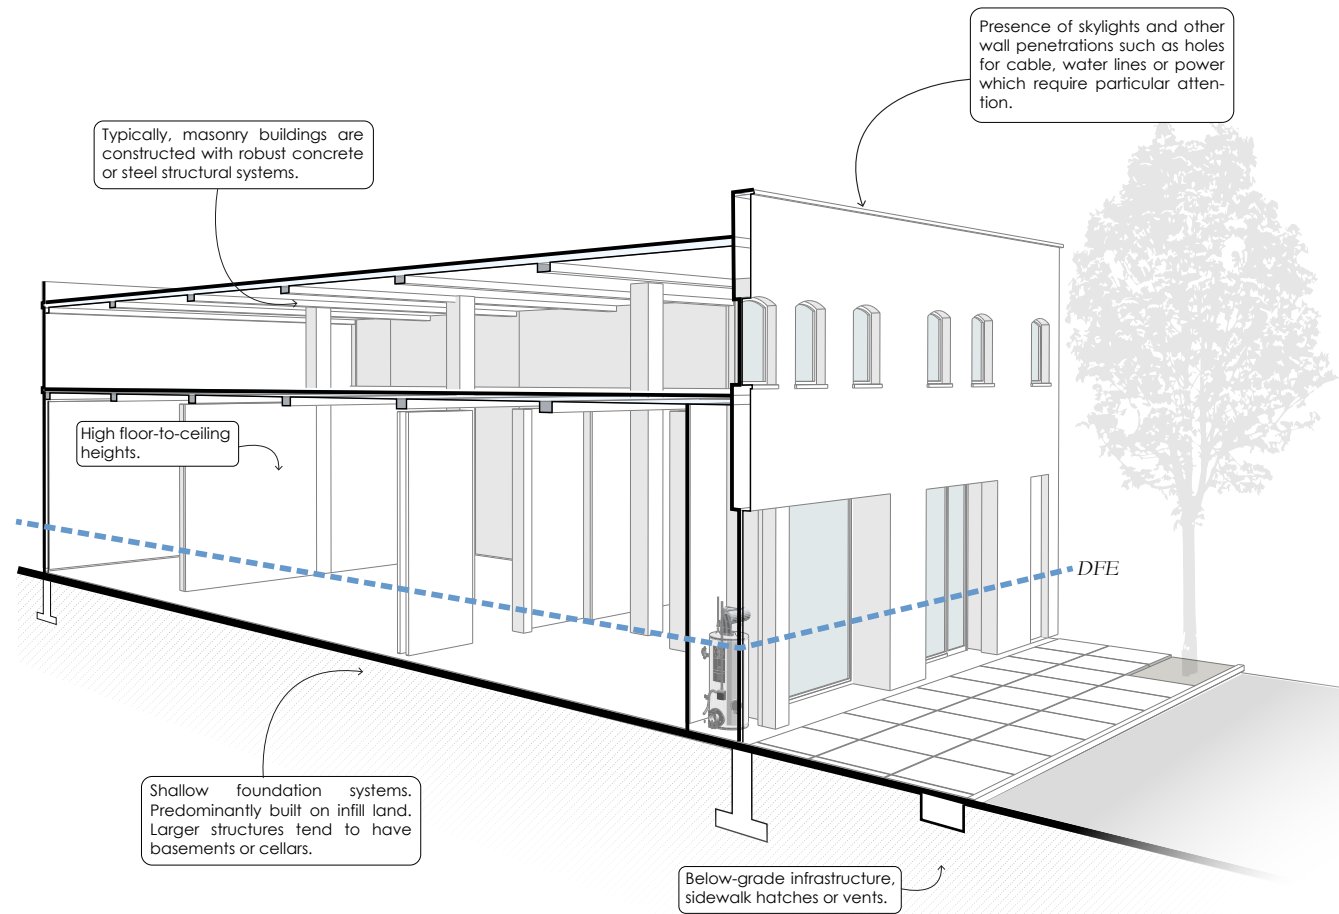 Presence of skylights and other
wall penetrations such as holes
for cable, water lines or power
which require particular atten-
tion.
Typically, masonry buildings are
constructed with robust concrete
or steel structural systems.
High floor-to-ceiling
heights.
DFE
Shallow foundation systems.
Predominantly built on infill land.
Larger structures tend to have
basements or cellars.
Below-grade infrastructure,
sidewalk hatches or vents.